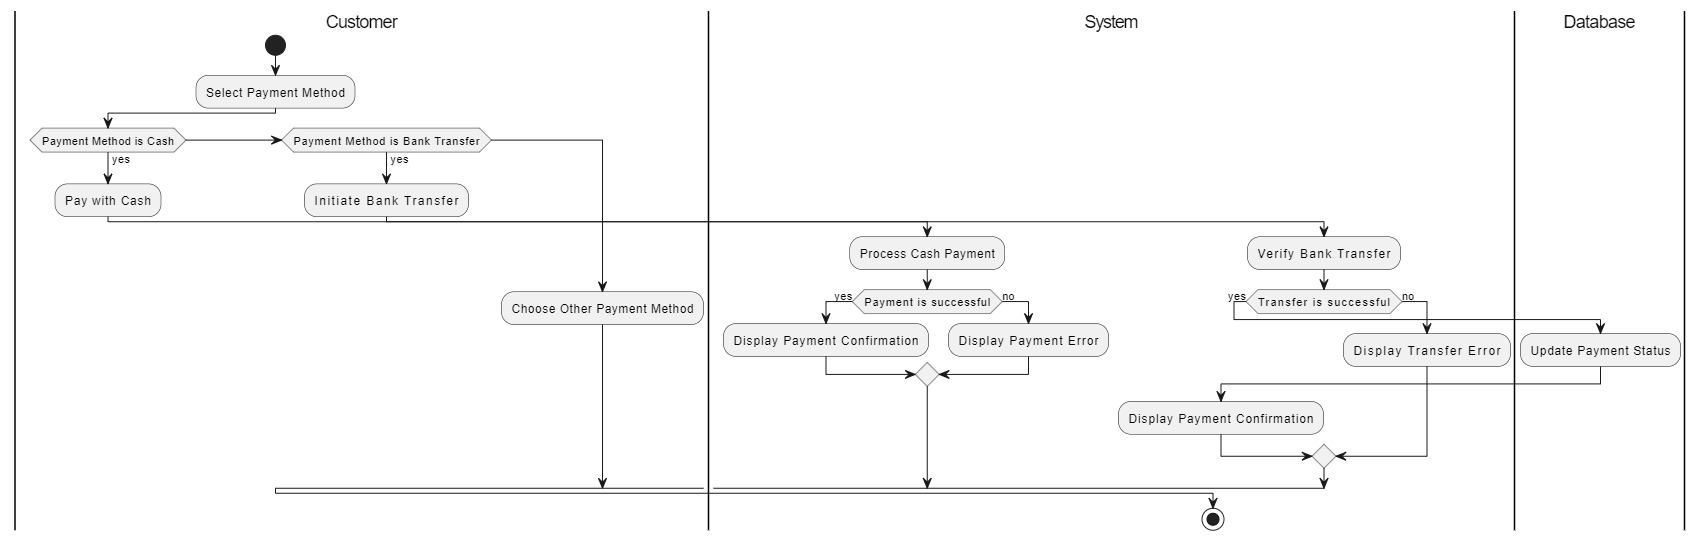 Customer
System
Database
Select Payment Method
Payment Method is Cash
Payment Method is Bank Transfer
yes
yes
Pay with Cash
Initiate Bank Transfer
Process Cash Payment
Verify Bank Transfer
yes
Payment is successful
no
yes
Transfer is successful
no
Choose Other Payment Method
Display Payment Confirmation
Display Payment Error
Display Transfer Error
Update Payment Status
Display Payment Confirmation